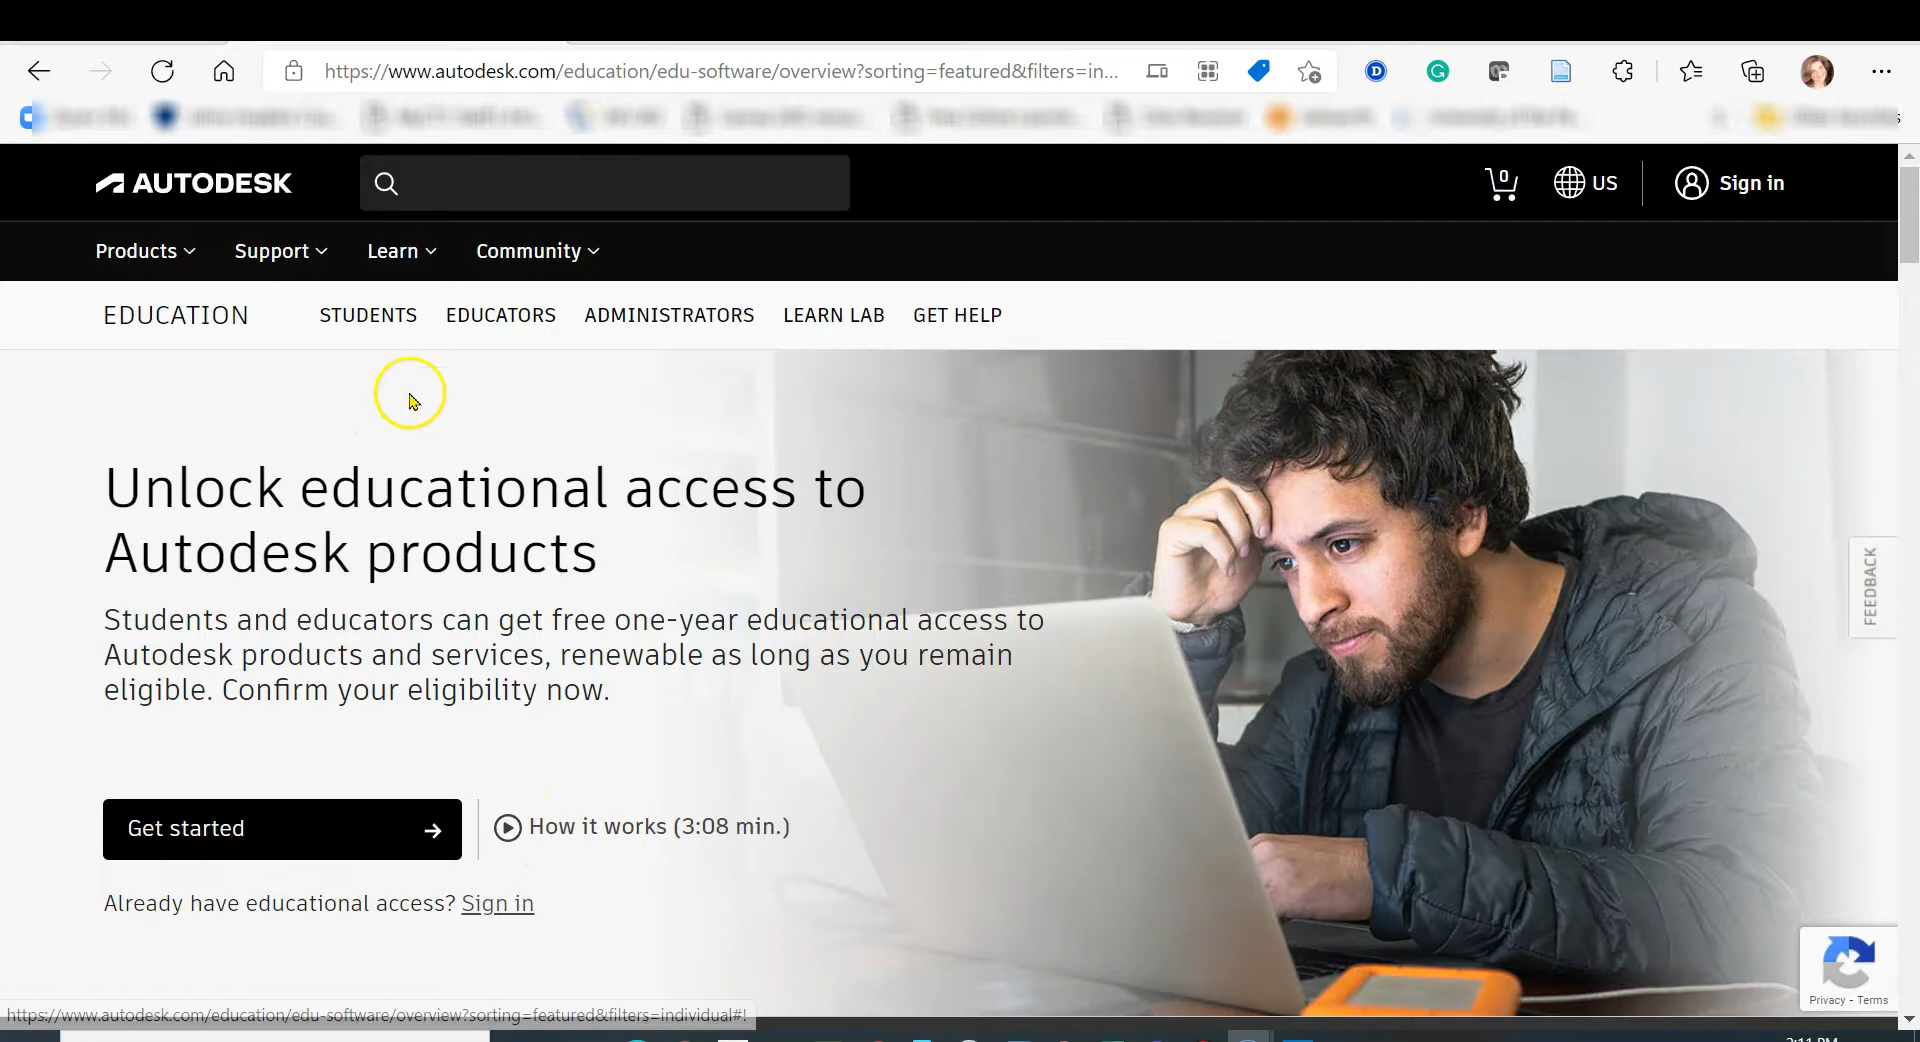 https://www.autodesk.com/education/edu-software/overview?sorting=featured&filters=in...
AUTODESK
0
US
Sign in
Products
Support
Learn
Community
EDUCATION
STUDENTS
EDUCATORS
ADMINISTRATORS
LEARN LAB
GET HELP
Unlock educational access to
Autodesk products
Students and educators can get free one-year educational access to
Autodesk products and services, renewable as long as you remain
eligible. Confirm your eligibility now.
Get started
How it works (3:08 min.)
Already have educational access? Sign in
FEEDBACK
Privacy - Terms
https://www.autodesk.com/education/edu-software/overview?sorting=featured&filters=individual#!